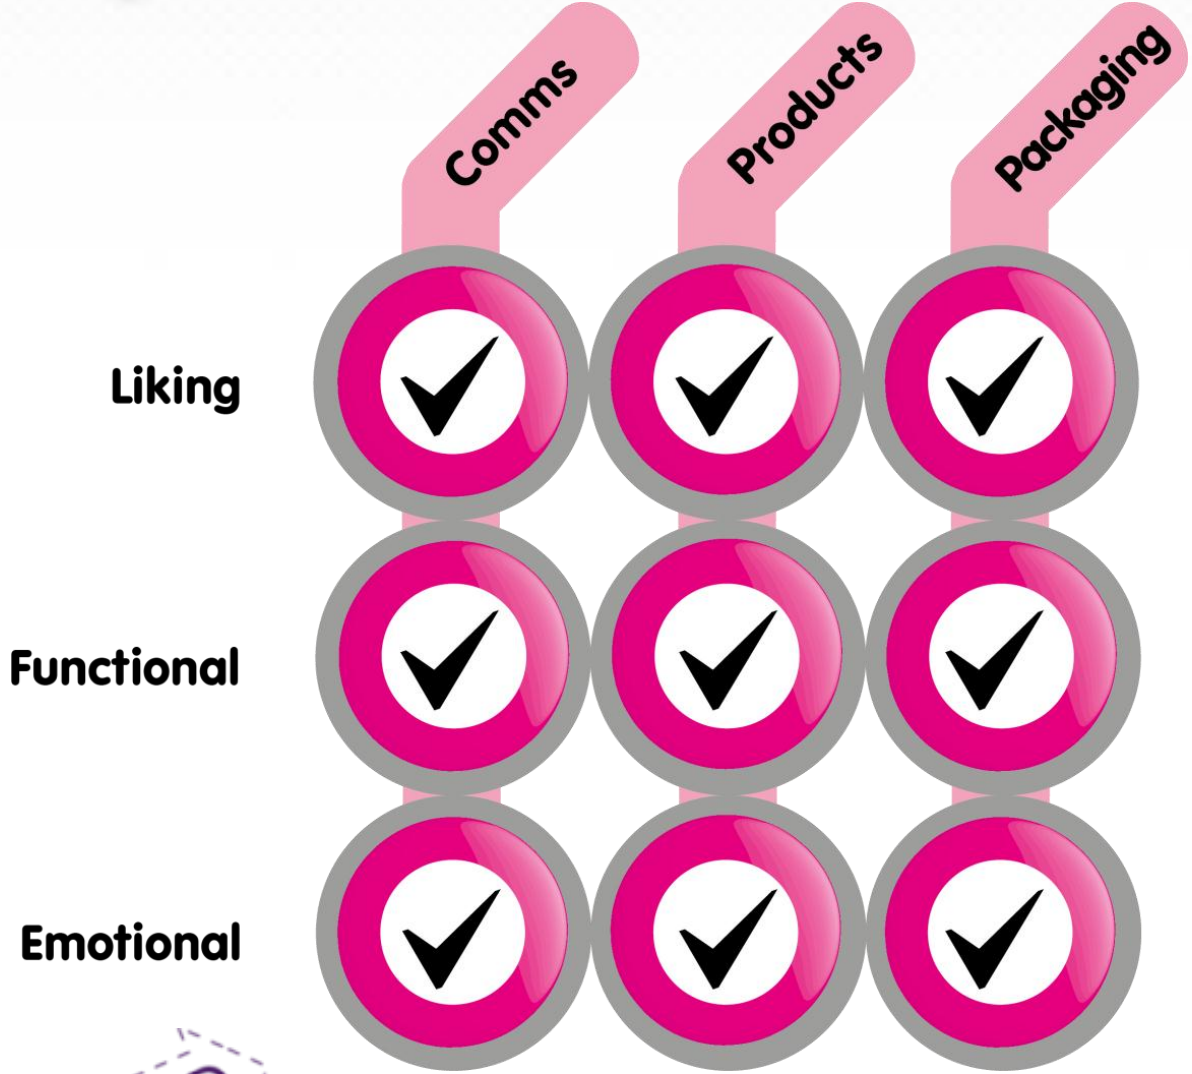 Comms
Products
Packaging
Liking
Functional
Emotional